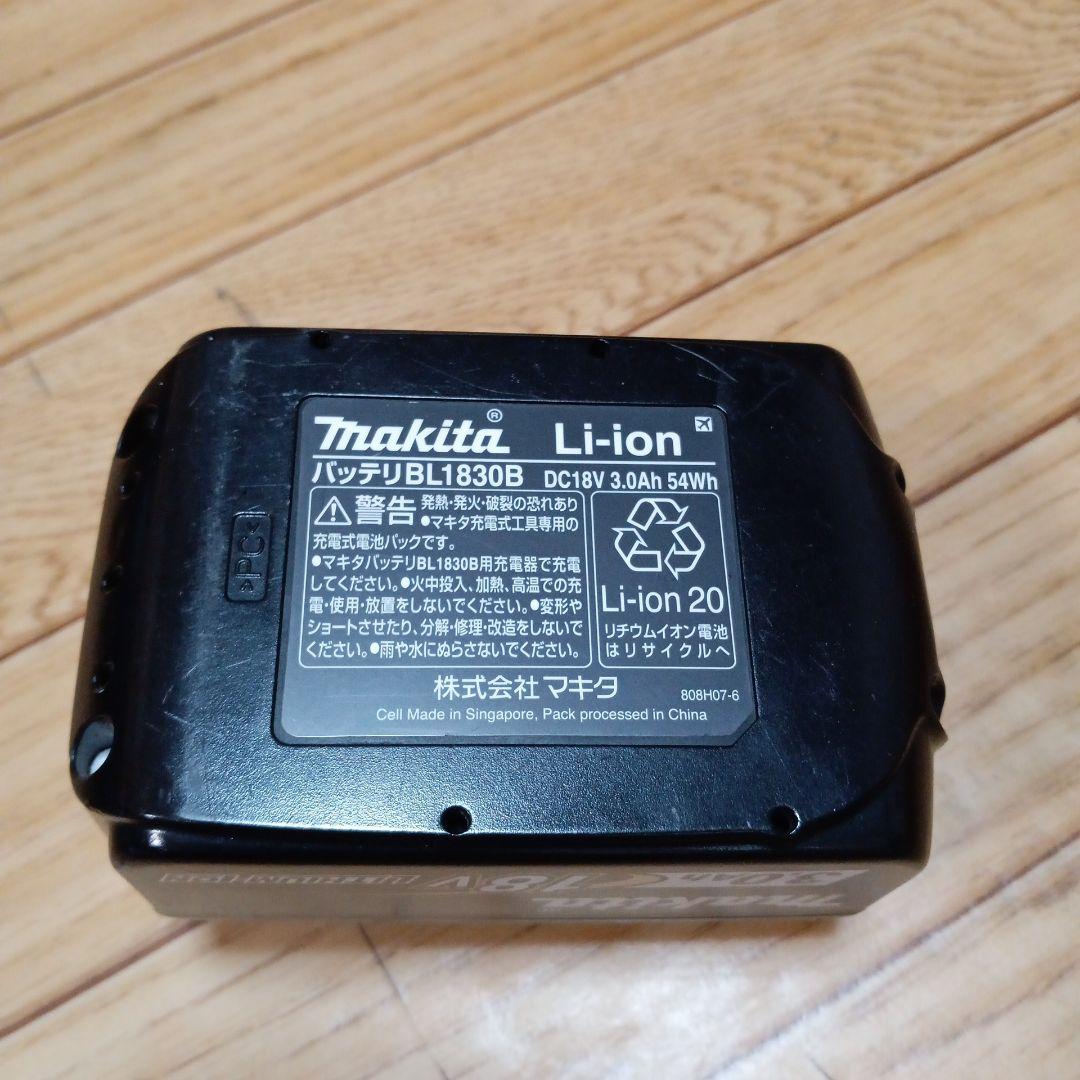 makita®
Li-ion
バッテリBL1830B
DC18V 3.0Ah 54Wh
警告 発熱・発火・破裂の恐れあり
●マキタ充電式工具専用の
充電式電池パックです。
●マキタバッテリBL1830B用充電器で充電
してください。●火中投入、加熱、高温での充
電・使用・放置をしないでください。●変形や
ショートさせたり、分解・修理・改造をしないで
ください。●雨や水にぬらさないでください。
Li-ion 20
リチウムイオン電池
はリサイクルへ
株式会社マキタ
808H07-6
Cell Made in Singapore, Pack processed in China
>PC<
makita
18V
3.0Ah